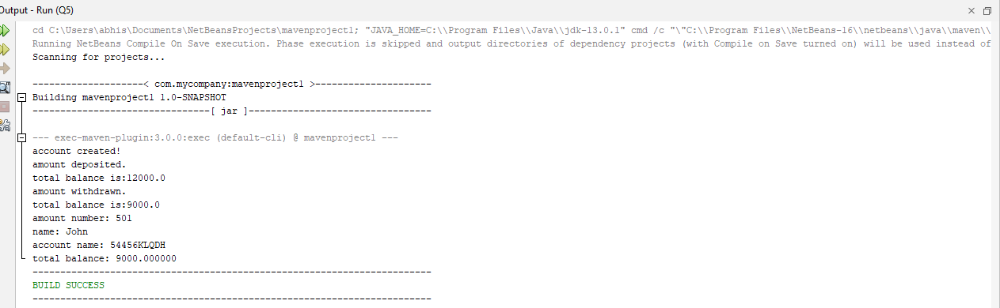 Output - Run (Q5)
cd C:\Users\abhis\Documents\NetBeansProjects\mavenproject1; "JAVA_HOME=C:\\Program Files\\Java\\jdk-13.0.1" cmd /c "\"C:\\Program Files\\NetBeans-16\\netbeans\\java\\maven\\
Running NetBeans Compile On Save execution. Phase execution is skipped and output directories of dependency projects (with Compile on Save turned on) will be used instead of
Scanning for projects...
--------------------< com.mycompany:mavenproject1 >---------------------
Building mavenproject1 1.0-SNAPSHOT
--------------------------------[ jar ]---------------------------------
--- exec-maven-plugin:3.0.0:exec (default-cli) @ mavenproject1 ---
account created!
amount deposited.
total balance is:12000.0
amount withdrawn.
total balance is:9000.0
amount number: 501
name: John
account name: 54456KLQDH
total balance: 9000.000000
------------------------------------------------------------------------
BUILD SUCCESS
------------------------------------------------------------------------